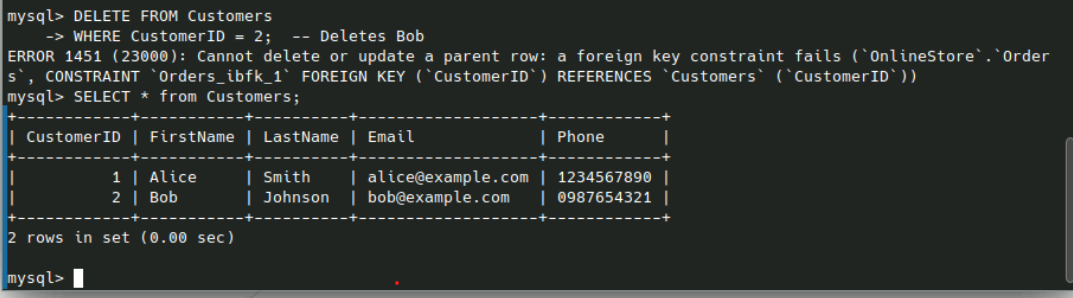 mysql> DELETE FROM Customers
    -> WHERE CustomerID = 2;  -- Deletes Bob
ERROR 1451 (23000): Cannot delete or update a parent row: a foreign key constraint fails (`OnlineStore`.`Order
s`, CONSTRAINT `Orders_ibfk_1` FOREIGN KEY (`CustomerID`) REFERENCES `Customers` (`CustomerID`))
mysql> SELECT * from Customers;
+------------+-----------+----------+-------------------+------------+
| CustomerID | FirstName | LastName | Email             | Phone      |
+------------+-----------+----------+-------------------+------------+
|          1 | Alice     | Smith    | alice@example.com | 1234567890 |
|          2 | Bob       | Johnson  | bob@example.com   | 0987654321 |
+------------+-----------+----------+-------------------+------------+
2 rows in set (0.00 sec)

mysql>